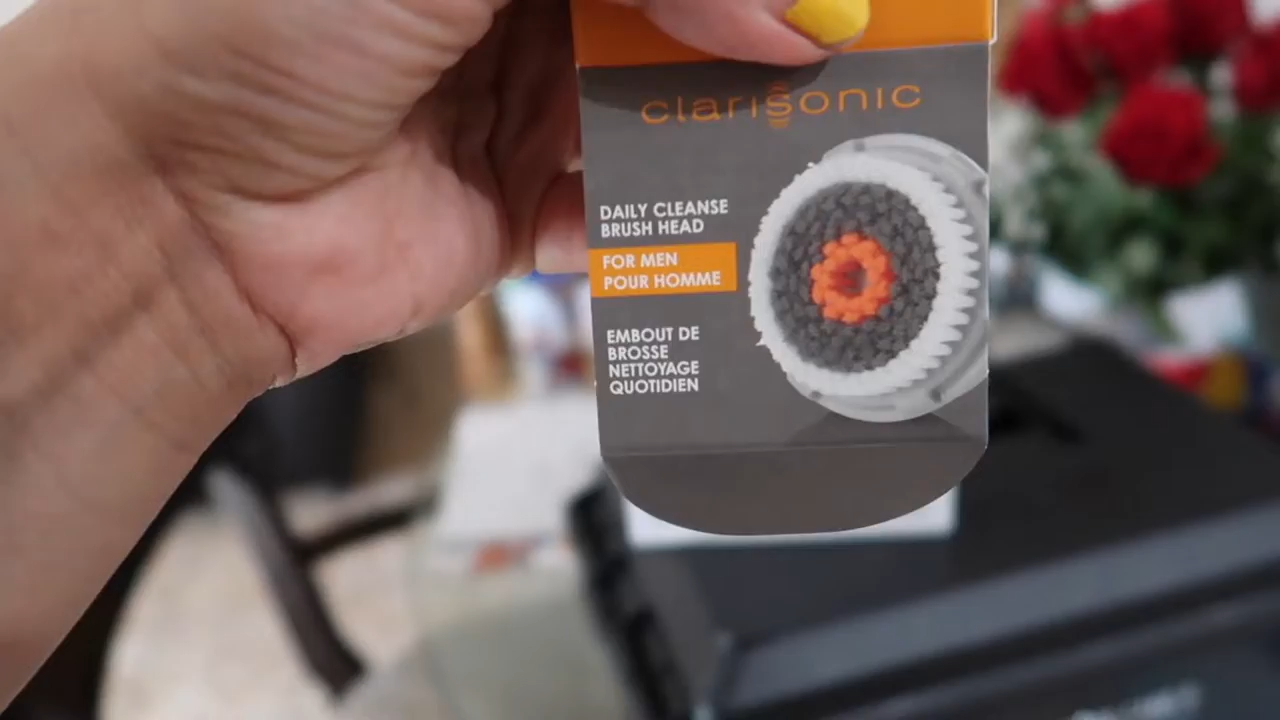 clarisonic
DAILY CLEANSE
BRUSH HEAD
FOR MEN
POUR HOMME
EMBOUT DE
BROSSE
NETTOYAGE
QUOTIDIEN